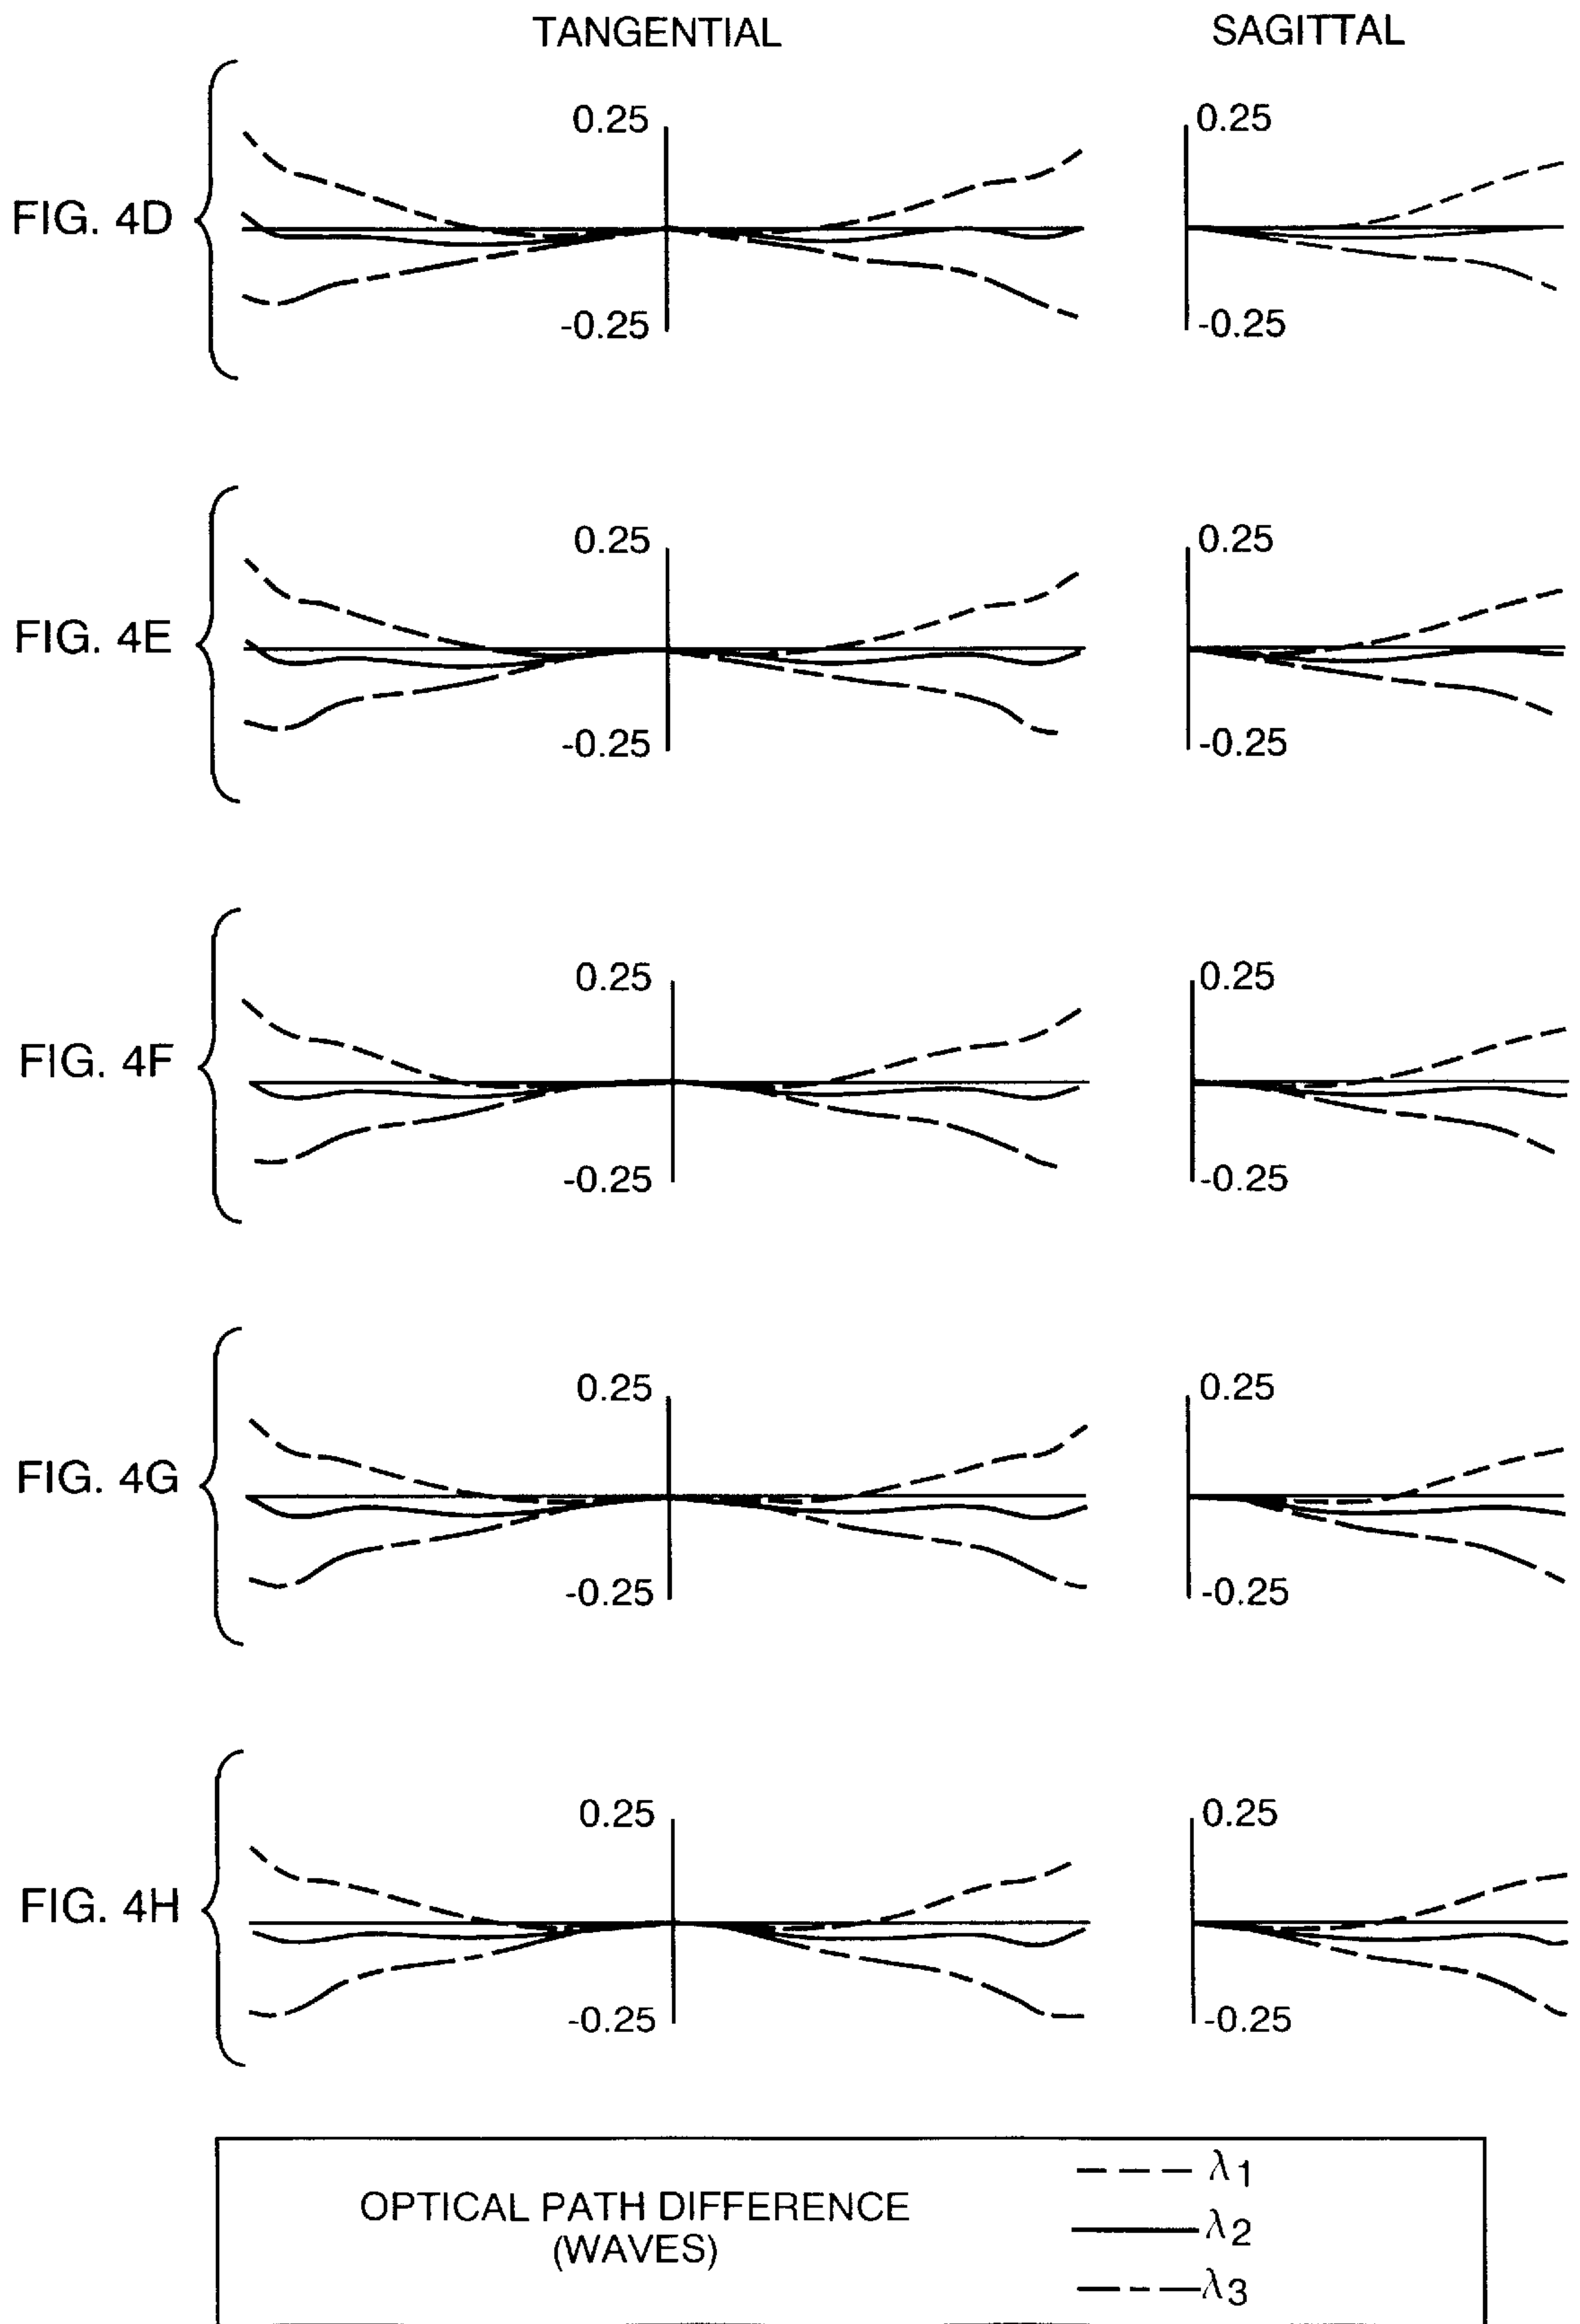 TANGENTIAL SAGITTAL
FIG. 4D
0.25 0.25
-0.25 -0.25
FIG. 4E
0.25 0.25
-0.25 -0.25
FIG. 4F
0.25 0.25
-0.25 -0.25
FIG. 4G
0.25 0.25
-0.25 -0.25
FIG. 4H
0.25 0.25
-0.25 -0.25
OPTICAL PATH DIFFERENCE
(WAVES)
λ1
λ2
λ3